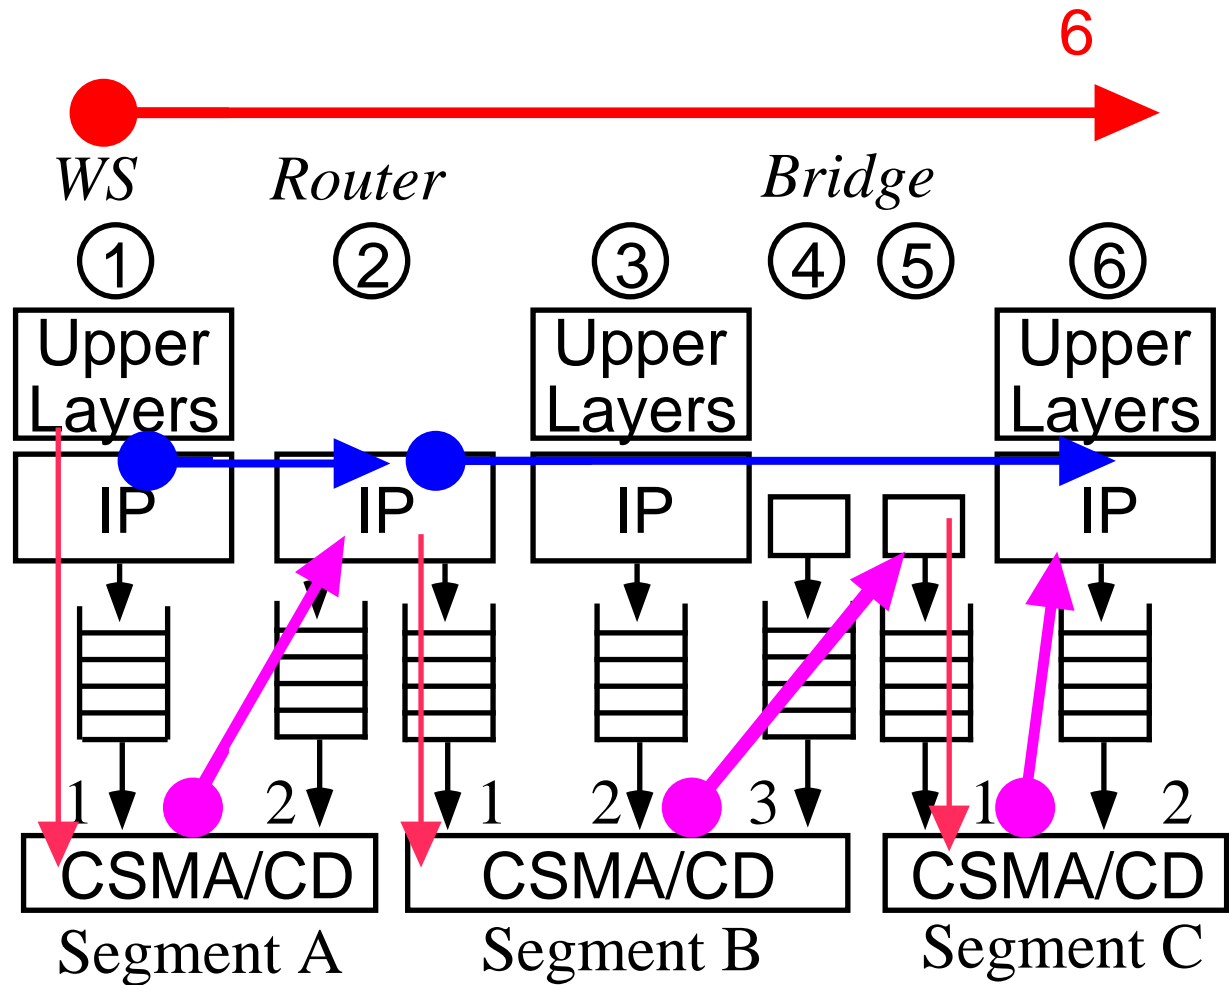 6
WS Router Bridge
1 2 3 4 5 6
Upper Upper Upper
Layers Layers Layers
IP IP IP IP
1 2 1 2 3 1 2
CSMA/CD CSMA/CD CSMA/CD
Segment A Segment B Segment C